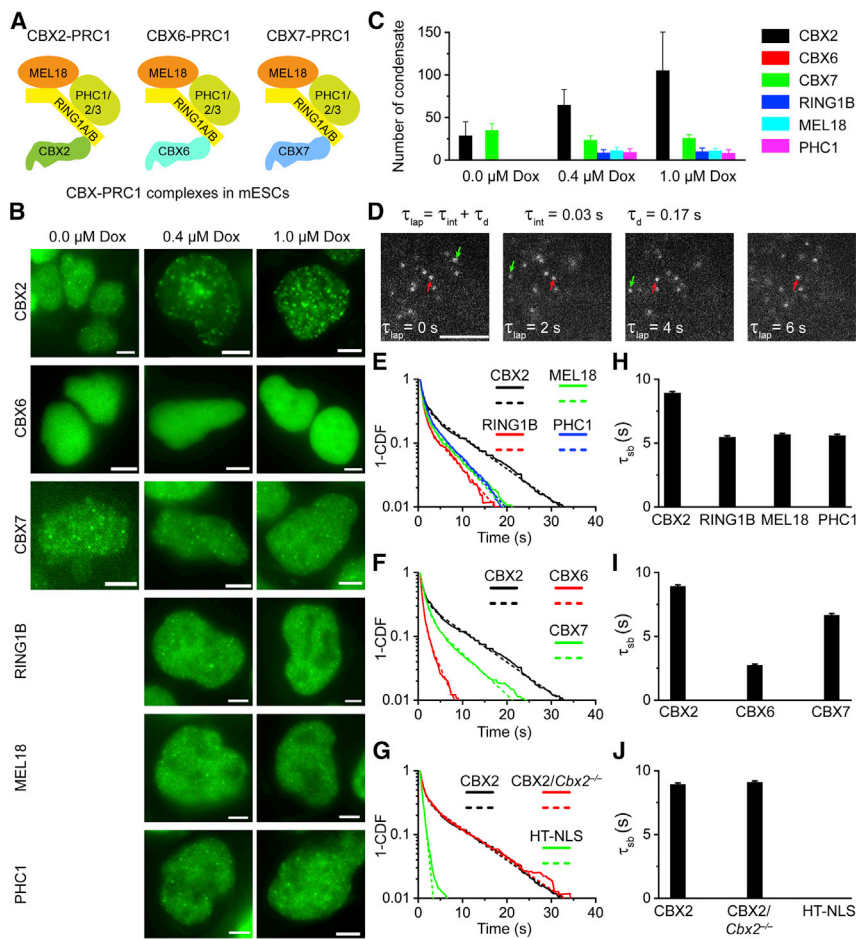 A
CBX2-PRC1 CBX6-PRC1 CBX7-PRC1
MEL18 MEL18 MEL18
PHC1/ 2/3 PHC1/ 2/3 PHC1/ 2/3
RING1A/B RING1A/B RING1A/B
CBX2 CBX6 CBX7
CBX-PRC1 complexes in mESCs
B
0.0 µM Dox 0.4 µM Dox 1.0 µM Dox
CBX2
CBX6
CBX7
RING1B
MEL18
PHC1
C
Number of condensate
150
100
50
0
0.0 µM Dox 0.4 µM Dox 1.0 µM Dox
CBX2
CBX6
CBX7
RING1B
MEL18
PHC1
D
τlap = τint + τd τint = 0.03 s τd = 0.17 s
τlap = 0 s τlap = 2 s τlap = 4 s τlap = 6 s
E
1-CDF
1
0.1
0.01
CBX2 MEL18
RING1B PHC1
0 10 20 30 40
Time (s)
H
τsb (s)
10
5
0
CBX2 RING1B MEL18 PHC1
F
1-CDF
1
0.1
0.01
CBX2 CBX6
CBX7
0 10 20 30 40
Time (s)
I
τsb (s)
10
5
0
CBX2 CBX6 CBX7
G
1-CDF
1
0.1
0.01
CBX2 CBX2/Cbx2−/−
HT-NLS
0 10 20 30 40
Time (s)
J
τsb (s)
10
5
0
CBX2 CBX2/ HT-NLS
Cbx2−/−